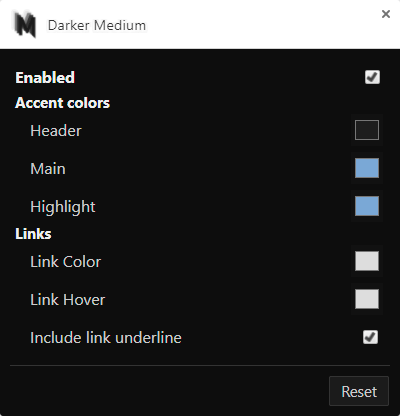 Darker Medium
Enabled
Accent colors
Header
Main
Highlight
Links
Link Color
Link Hover
Include link underline
Reset